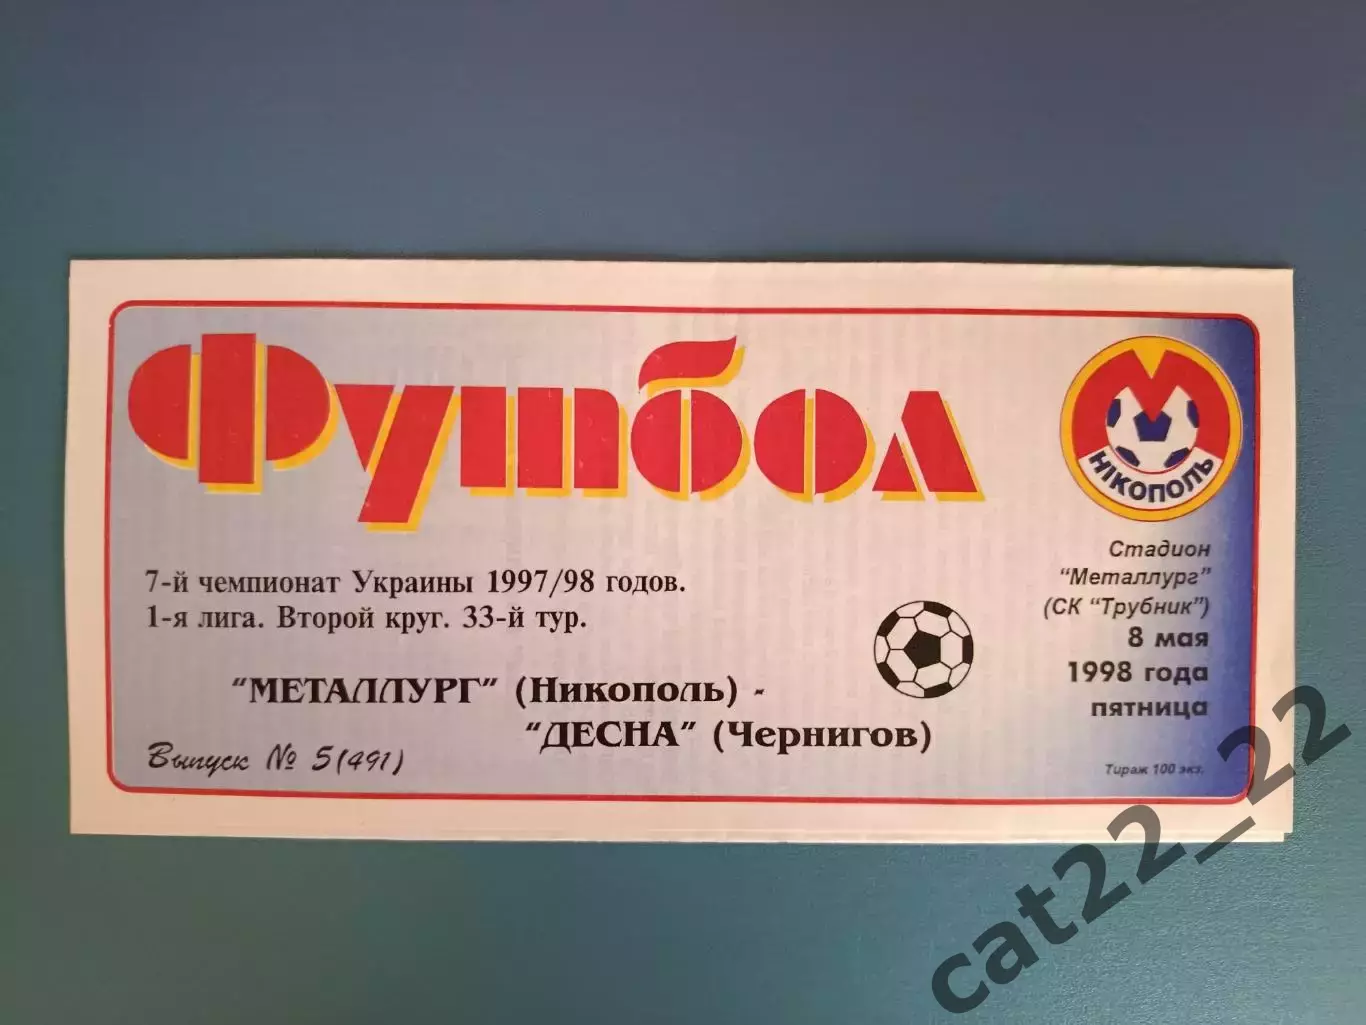 Футбол
М
НІКОПОЛЬ
Стадион
“Металлург”
(СК “Трубник”)
8 мая
1998 года
пятница
7-й чемпионат Украины 1997/98 годов.
1-я лига. Второй круг. 33-й тур.
“МЕТАЛЛУРГ” (Никополь) -
“ДЕСНА” (Чернигов)
Выпуск № 5(491)
Тираж 100 экз.
cat22_22